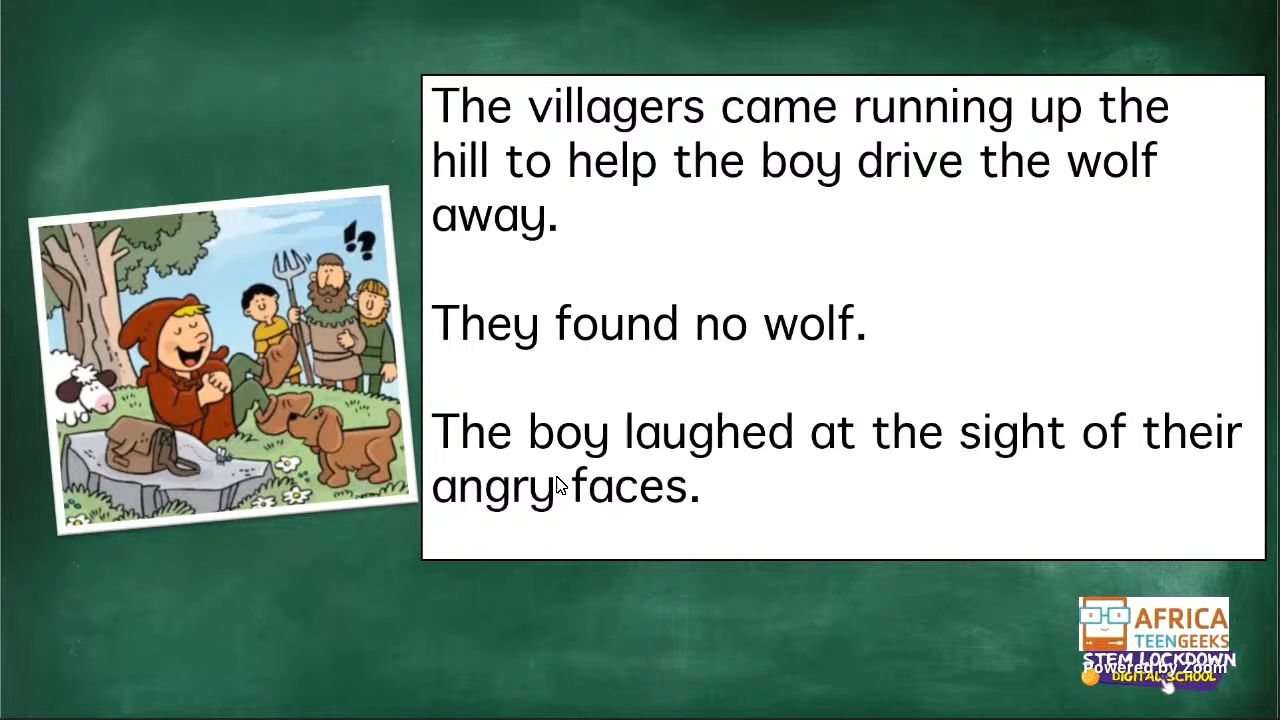 The villagers came running up the
hill to help the boy drive the wolf
away.
They found no wolf.
The boy laughed at the sight of their
angry faces.
!?
AFRICA
TEENGEEKS
STEM LOCKDOWN
Powered by Zoom
DIGITAL SCHOOL